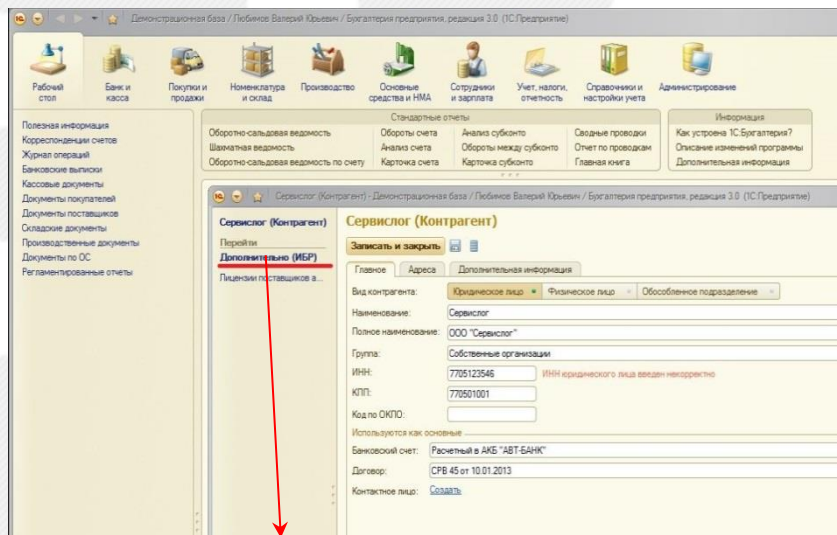 Демонстрационная база / Любимов Валерий Юрьевич / Бухгалтерия предприятия, редакция 3.0 (1С:Предприятие)
Рабочий стол
Банк и касса
Покупки и продажи
Номенклатура и склад
Производство
Основные средства и НМА
Сотрудники и зарплата
Учет, налоги, отчетность
Справочники и настройки учета
Администрирование
Полезная информация
Корреспонденции счетов
Журнал операций
Банковские выписки
Кассовые документы
Документы покупателей
Документы поставщиков
Складские документы
Производственные документы
Документы по ОС
Регламентированные отчеты
Стандартные отчеты
Оборотно-сальдовая ведомость
Шахматная ведомость
Оборотно-сальдовая ведомость по счету
Обороты счета
Анализ счета
Карточка счета
Анализ субконто
Обороты между субконто
Карточка субконто
Сводные проводки
Отчет по проводкам
Главная книга
Информация
Как устроена 1С:Бухгалтерия?
Описание изменений программы
Дополнительная информация
Сервислог (Контрагент) - Демонстрационная база / Любимов Валерий Юрьевич / Бухгалтерия предприятия, редакция 3.0 (1С:Предприятие)
Сервислог (Контрагент)
Перейти
Дополнительно (ИБР)
Лицензии поставщиков а...
Сервислог (Контрагент)
Записать и закрыть
Главное Адреса Дополнительная информация
Вид контрагента: Юридическое лицо Физическое лицо Обособленное подразделение
Наименование: Сервислог
Полное наименование: ООО "Сервислог"
Группа: Собственные организации
ИНН: 7705123546 ИНН юридического лица введен некорректно
КПП: 770501001
Код по ОКПО:
Используются как основные
Банковский счет: Расчетный в АКБ "АВТ-БАНК"
Договор: СРВ 45 от 10.01.2013
Контактное лицо: Создать